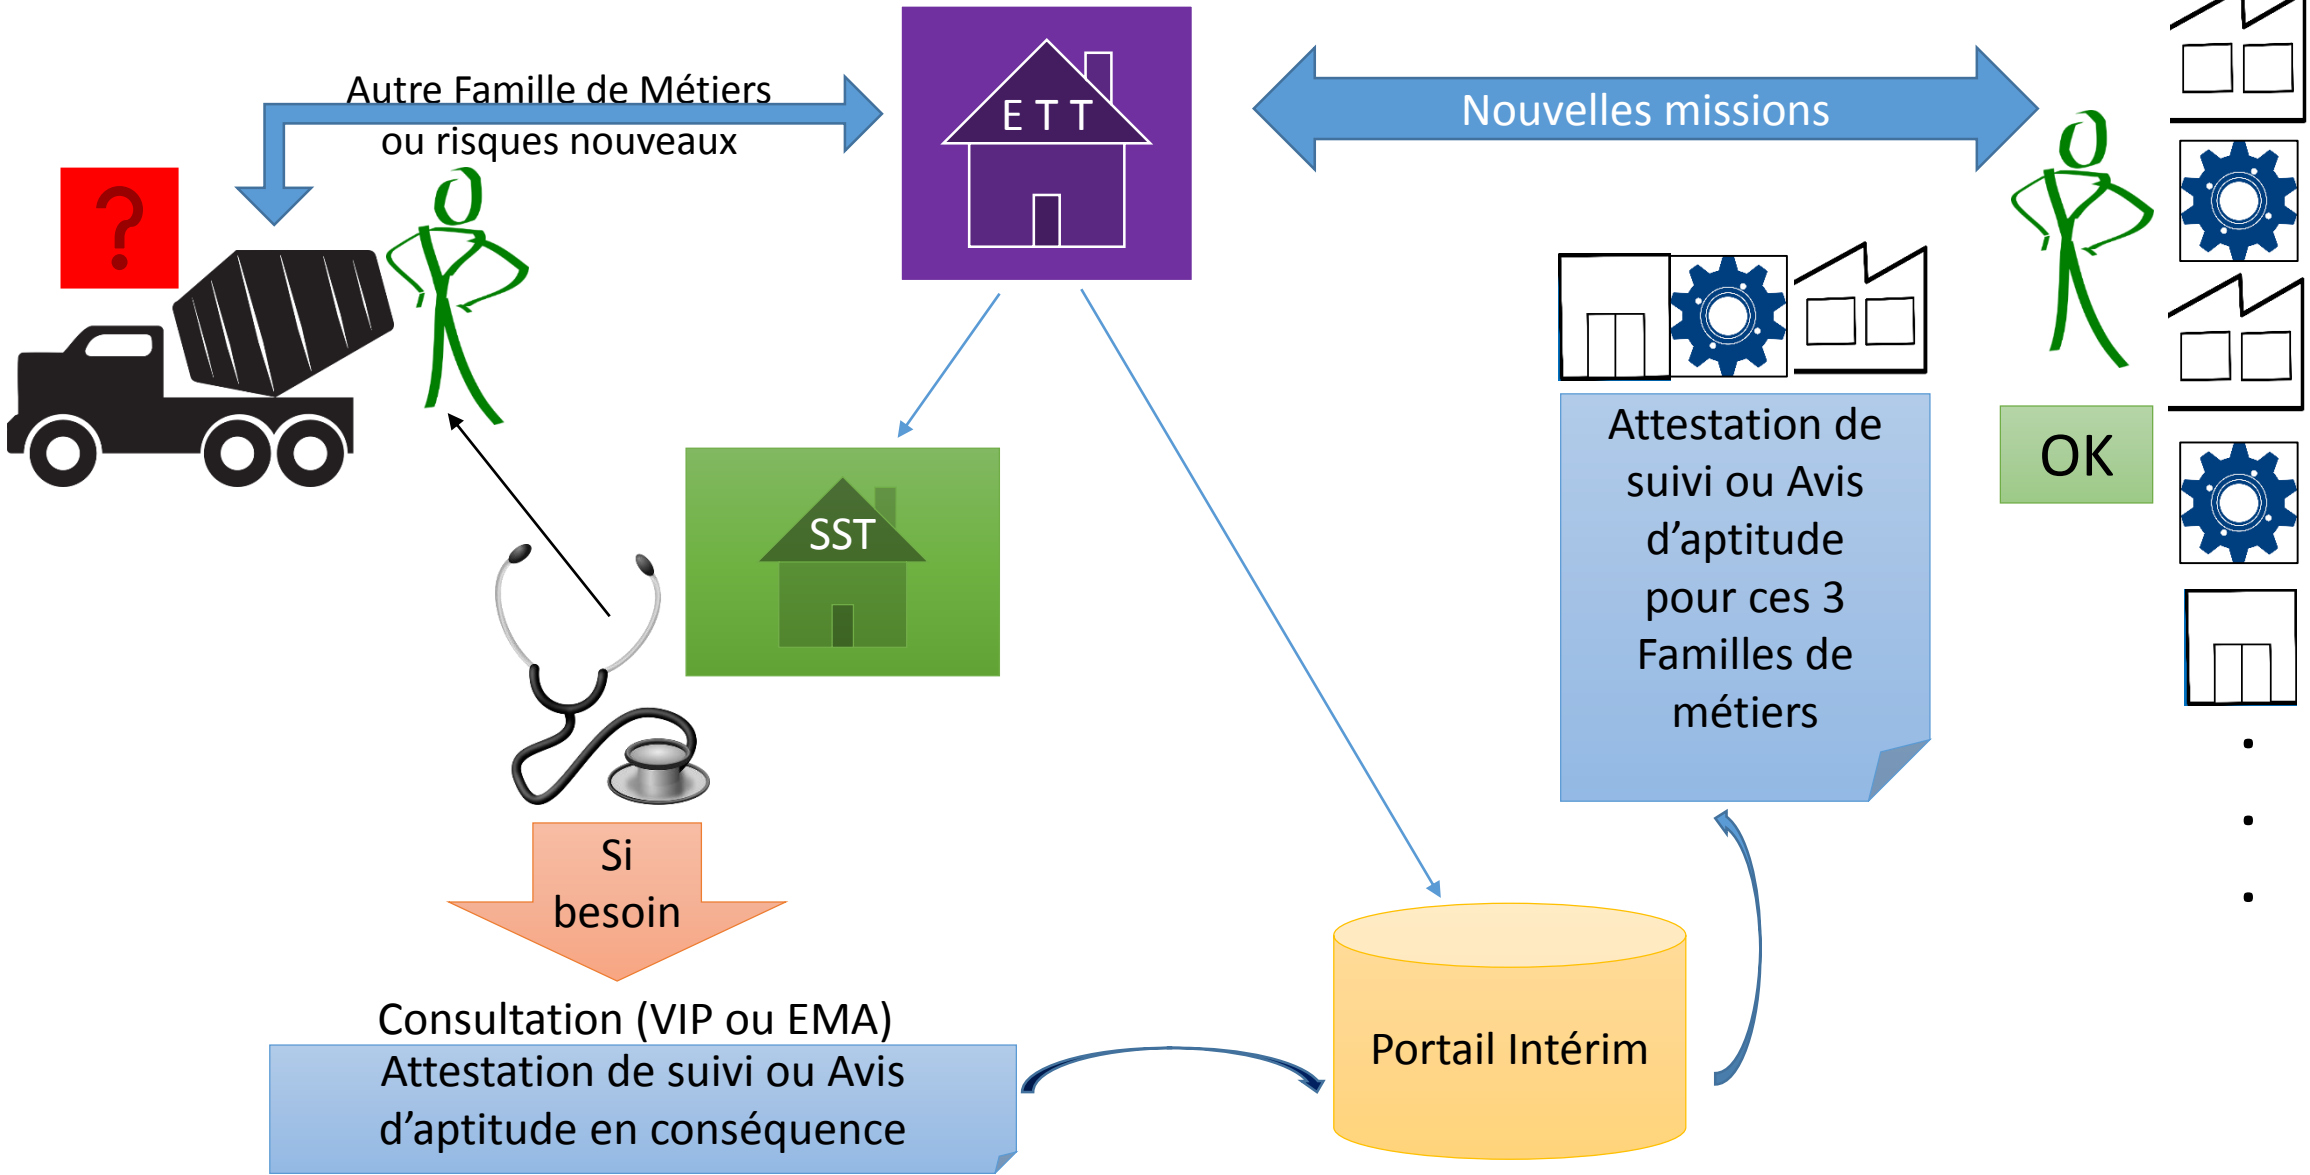 Autre Famille de Métiers
ou risques nouveaux
?
E T T
Nouvelles missions
SST
Attestation de
suivi ou Avis
d’aptitude
pour ces 3
Familles de
métiers
OK
.
.
.
Si
besoin
Consultation (VIP ou EMA)
Attestation de suivi ou Avis
d’aptitude en conséquence
Portail Intérim